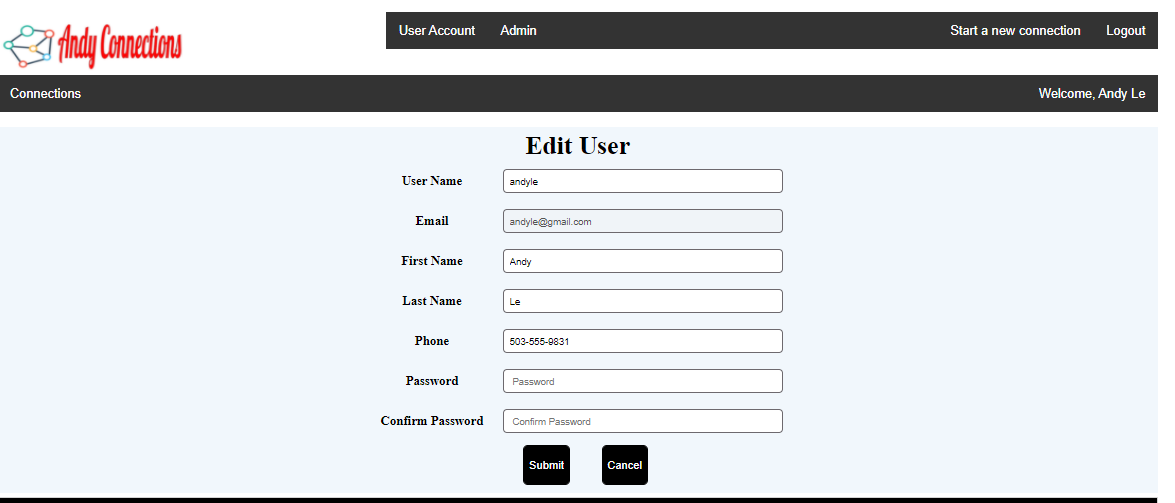 Andy Connections
User Account Admin Start a new connection Logout
Connections Welcome, Andy Le
Edit User
User Name andyle
Email andyle@gmail.com
First Name Andy
Last Name Le
Phone 503-555-9831
Password Password
Confirm Password Confirm Password
Submit Cancel